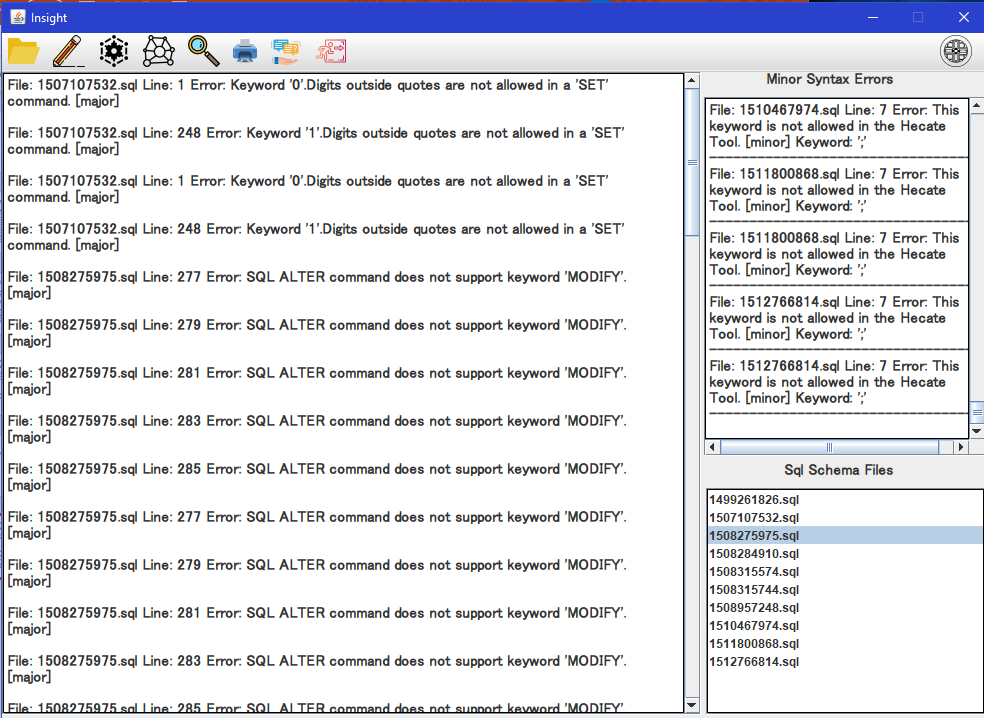 Insight
File: 1507107532.sql Line: 1 Error: Keyword '0'.Digits outside quotes are not allowed in a 'SET'
command. [major]
File: 1507107532.sql Line: 248 Error: Keyword '1'.Digits outside quotes are not allowed in a 'SET'
command. [major]
File: 1507107532.sql Line: 1 Error: Keyword '0'.Digits outside quotes are not allowed in a 'SET'
command. [major]
File: 1507107532.sql Line: 248 Error: Keyword '1'.Digits outside quotes are not allowed in a 'SET'
command. [major]
File: 1508275975.sql Line: 277 Error: SQL ALTER command does not support keyword 'MODIFY'.
[major]
File: 1508275975.sql Line: 279 Error: SQL ALTER command does not support keyword 'MODIFY'.
[major]
File: 1508275975.sql Line: 281 Error: SQL ALTER command does not support keyword 'MODIFY'.
[major]
File: 1508275975.sql Line: 283 Error: SQL ALTER command does not support keyword 'MODIFY'.
[major]
File: 1508275975.sql Line: 285 Error: SQL ALTER command does not support keyword 'MODIFY'.
[major]
File: 1508275975.sql Line: 277 Error: SQL ALTER command does not support keyword 'MODIFY'.
[major]
File: 1508275975.sql Line: 279 Error: SQL ALTER command does not support keyword 'MODIFY'.
[major]
File: 1508275975.sql Line: 281 Error: SQL ALTER command does not support keyword 'MODIFY'.
[major]
File: 1508275975.sql Line: 283 Error: SQL ALTER command does not support keyword 'MODIFY'.
[major]
File: 1508275975.sql Line: 285 Error: SQL ALTER command does not support keyword 'MODIFY'.
Minor Syntax Errors
File: 1510467974.sql Line: 7 Error: This
keyword is not allowed in the Hecate
Tool. [minor] Keyword: ';'
File: 1511800868.sql Line: 7 Error: This
keyword is not allowed in the Hecate
Tool. [minor] Keyword: ';'
File: 1511800868.sql Line: 7 Error: This
keyword is not allowed in the Hecate
Tool. [minor] Keyword: ';'
File: 1512766814.sql Line: 7 Error: This
keyword is not allowed in the Hecate
Tool. [minor] Keyword: ';'
File: 1512766814.sql Line: 7 Error: This
keyword is not allowed in the Hecate
Tool. [minor] Keyword: ';'
Sql Schema Files
1499261826.sql
1507107532.sql
1508275975.sql
1508284910.sql
1508315574.sql
1508315744.sql
1508957248.sql
1510467974.sql
1511800868.sql
1512766814.sql